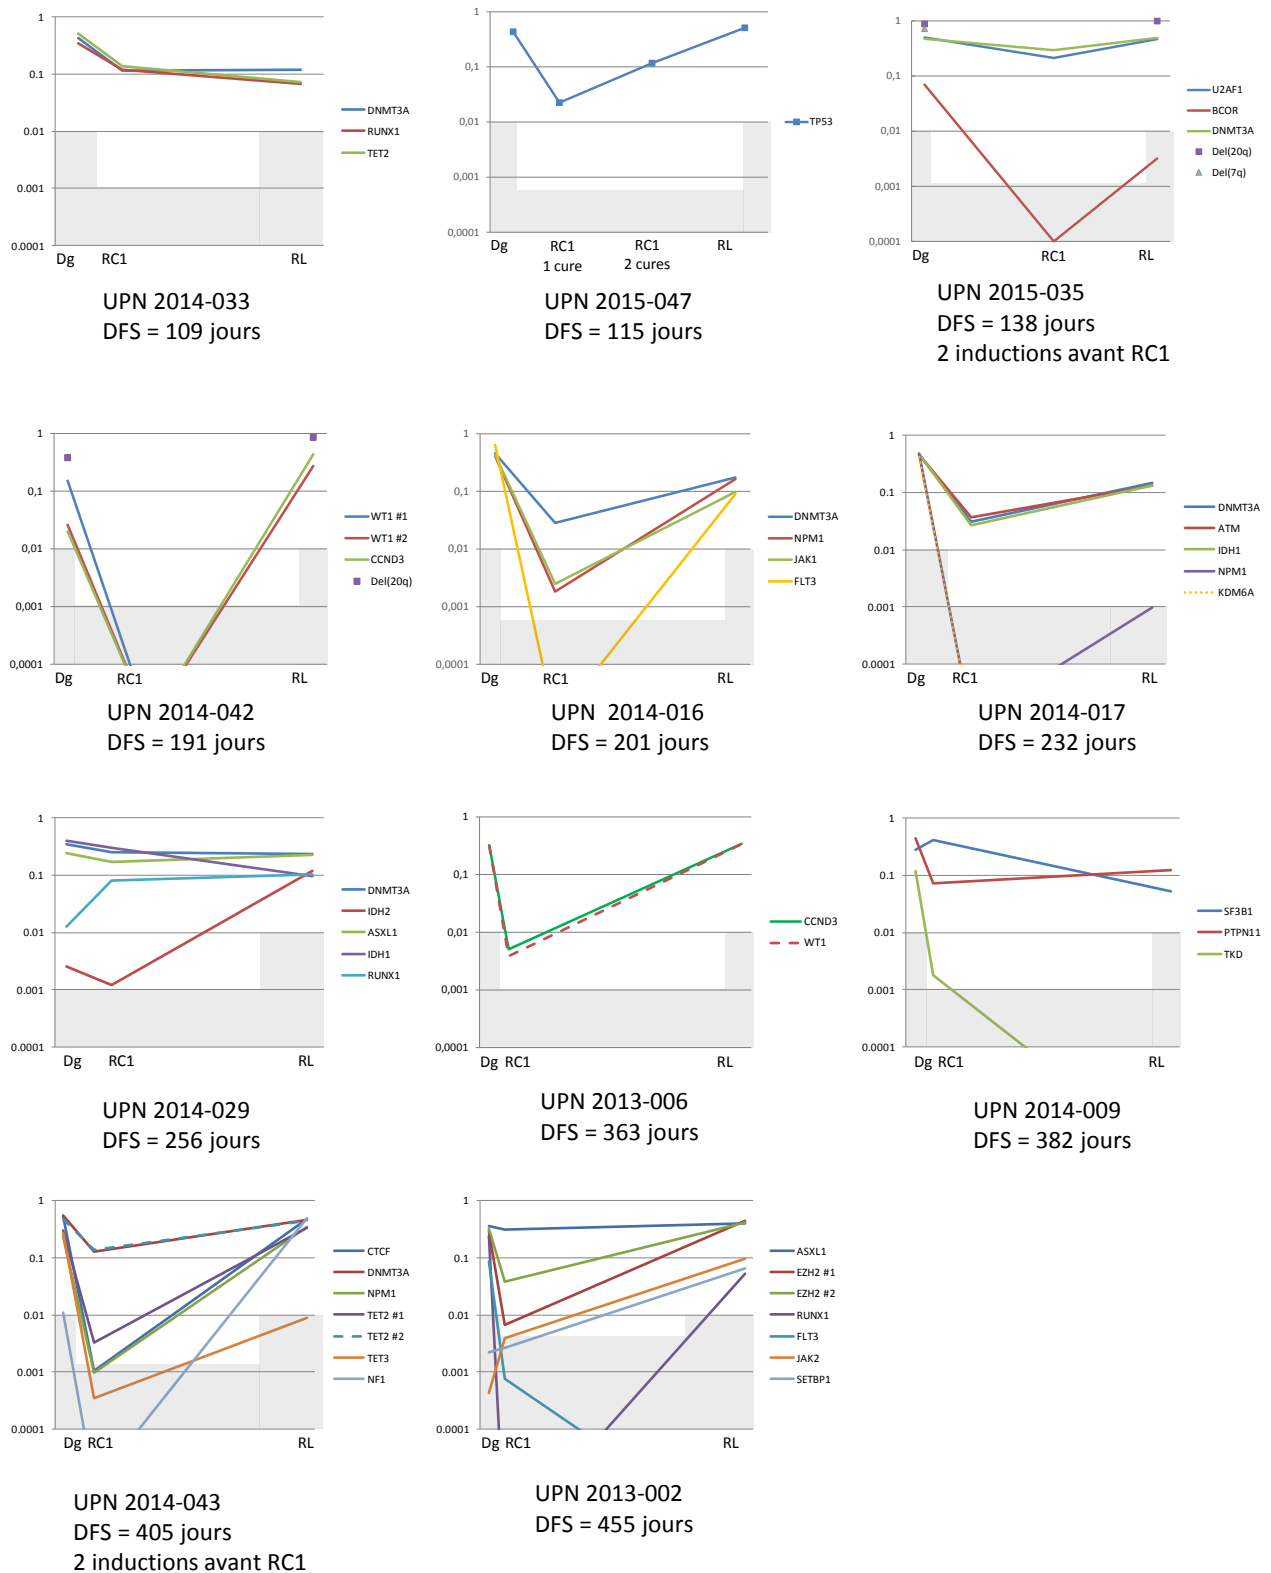 1
0.1
0.01
0.001
0.0001
Dg
RC1
RL
DNMT3A
RUNX1
TET2
UPN 2014-033
DFS = 109 jours
1
0,1
0,01
0,001
0,0001
Dg
RC1
1 cure
RC1
2 cures
RL
TP53
UPN 2015-047
DFS = 115 jours
1
0,1
0,01
0,001
0,0001
Dg
RC1
RL
U2AF1
BCOR
DNMT3A
Del(20q)
Del(7q)
UPN 2015-035
DFS = 138 jours
2 inductions avant RC1
1
0,1
0,01
0,001
0,0001
Dg
RC1
RL
WT1 #1
WT1 #2
CCND3
Del(20q)
UPN 2014-042
DFS = 191 jours
1
0,1
0,01
0,001
0,0001
Dg
RC1
RL
DNMT3A
NPM1
JAK1
FLT3
UPN 2014-016
DFS = 201 jours
1
0.1
0.01
0.001
0.0001
Dg
RC1
RL
DNMT3A
ATM
IDH1
NPM1
KDM6A
UPN 2014-017
DFS = 232 jours
1
0.1
0.01
0.001
0.0001
Dg
RC1
RL
DNMT3A
IDH2
ASXL1
IDH1
RUNX1
UPN 2014-029
DFS = 256 jours
1
0,1
0,01
0,001
0,0001
Dg
RC1
RL
CCND3
WT1
UPN 2013-006
DFS = 363 jours
1
0.1
0.01
0.001
0.0001
Dg
RC1
RL
SF3B1
PTPN11
TKD
UPN 2014-009
DFS = 382 jours
1
0.1
0.01
0.001
0.0001
Dg
RC1
RL
CTCF
DNMT3A
NPM1
TET2 #1
TET2 #2
TET3
NF1
UPN 2014-043
DFS = 405 jours
2 inductions avant RC1
1
0.1
0.01
0.001
0.0001
Dg
RC1
RL
ASXL1
EZH2 #1
EZH2 #2
RUNX1
FLT3
JAK2
SETBP1
UPN 2013-002
DFS = 455 jours